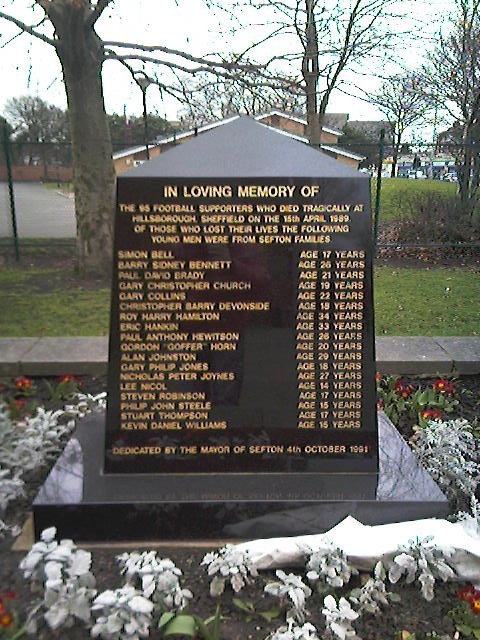 IN LOVING MEMORY OF
THE 95 FOOTBALL SUPPORTERS WHO DIED TRAGICALLY AT
HILLSBOROUGH, SHEFFIELD ON THE 15th APRIL 1989.
OF THOSE WHO LOST THEIR LIVES THE FOLLOWING
YOUNG MEN WERE FROM SEFTON FAMILIES.
SIMON BELL AGE 17 YEARS
BARRY SIDNEY BENNETT AGE 26 YEARS
PAUL DAVID BRADY AGE 21 YEARS
GARY CHRISTOPHER CHURCH AGE 19 YEARS
GARY COLLINS AGE 22 YEARS
CHRISTOPHER BARRY DEVONSIDE AGE 18 YEARS
ROY HARRY HAMILTON AGE 34 YEARS
ERIC HANKIN AGE 33 YEARS
PAUL ANTHONY HEWITSON AGE 26 YEARS
GORDON "GOFFER" HORN AGE 20 YEARS
ALAN JOHNSTON AGE 29 YEARS
GARY PHILIP JONES AGE 18 YEARS
NICHOLAS PETER JOYNES AGE 27 YEARS
LEE NICOL AGE 14 YEARS
STEVEN ROBINSON AGE 17 YEARS
PHILIP JOHN STEELE AGE 15 YEARS
STUART THOMPSON AGE 17 YEARS
KEVIN DANIEL WILLIAMS AGE 15 YEARS
DEDICATED BY THE MAYOR OF SEFTON 4th OCTOBER 1991